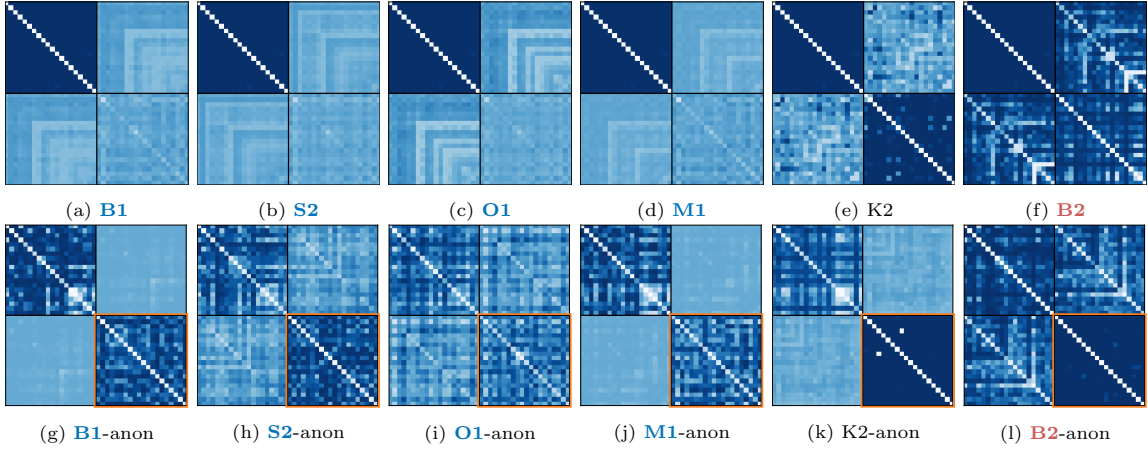 (a) B1
(b) S2
(c) O1
(d) M1
(e) K2
(f) B2
(g) B1-anon
(h) S2-anon
(i) O1-anon
(j) M1-anon
(k) K2-anon
(l) B2-anon